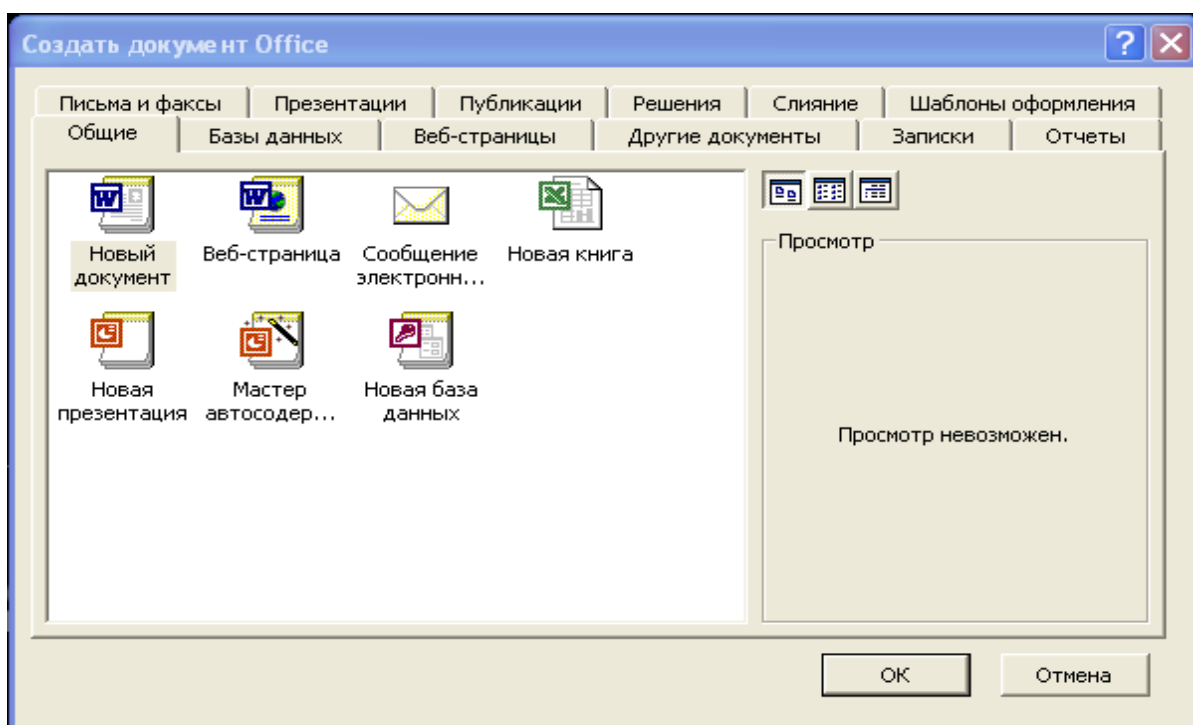 Создать документ Office
Письма и факсы Презентации Публикации Решения Слияние Шаблоны оформления
Общие Базы данных Веб-страницы Другие документы Записки Отчеты
Новый Веб-страница Сообщение Новая книга
документ электронн...
Новая Мастер Новая база
презентация автосодер... данных
Просмотр
Просмотр невозможен.
ОК Отмена